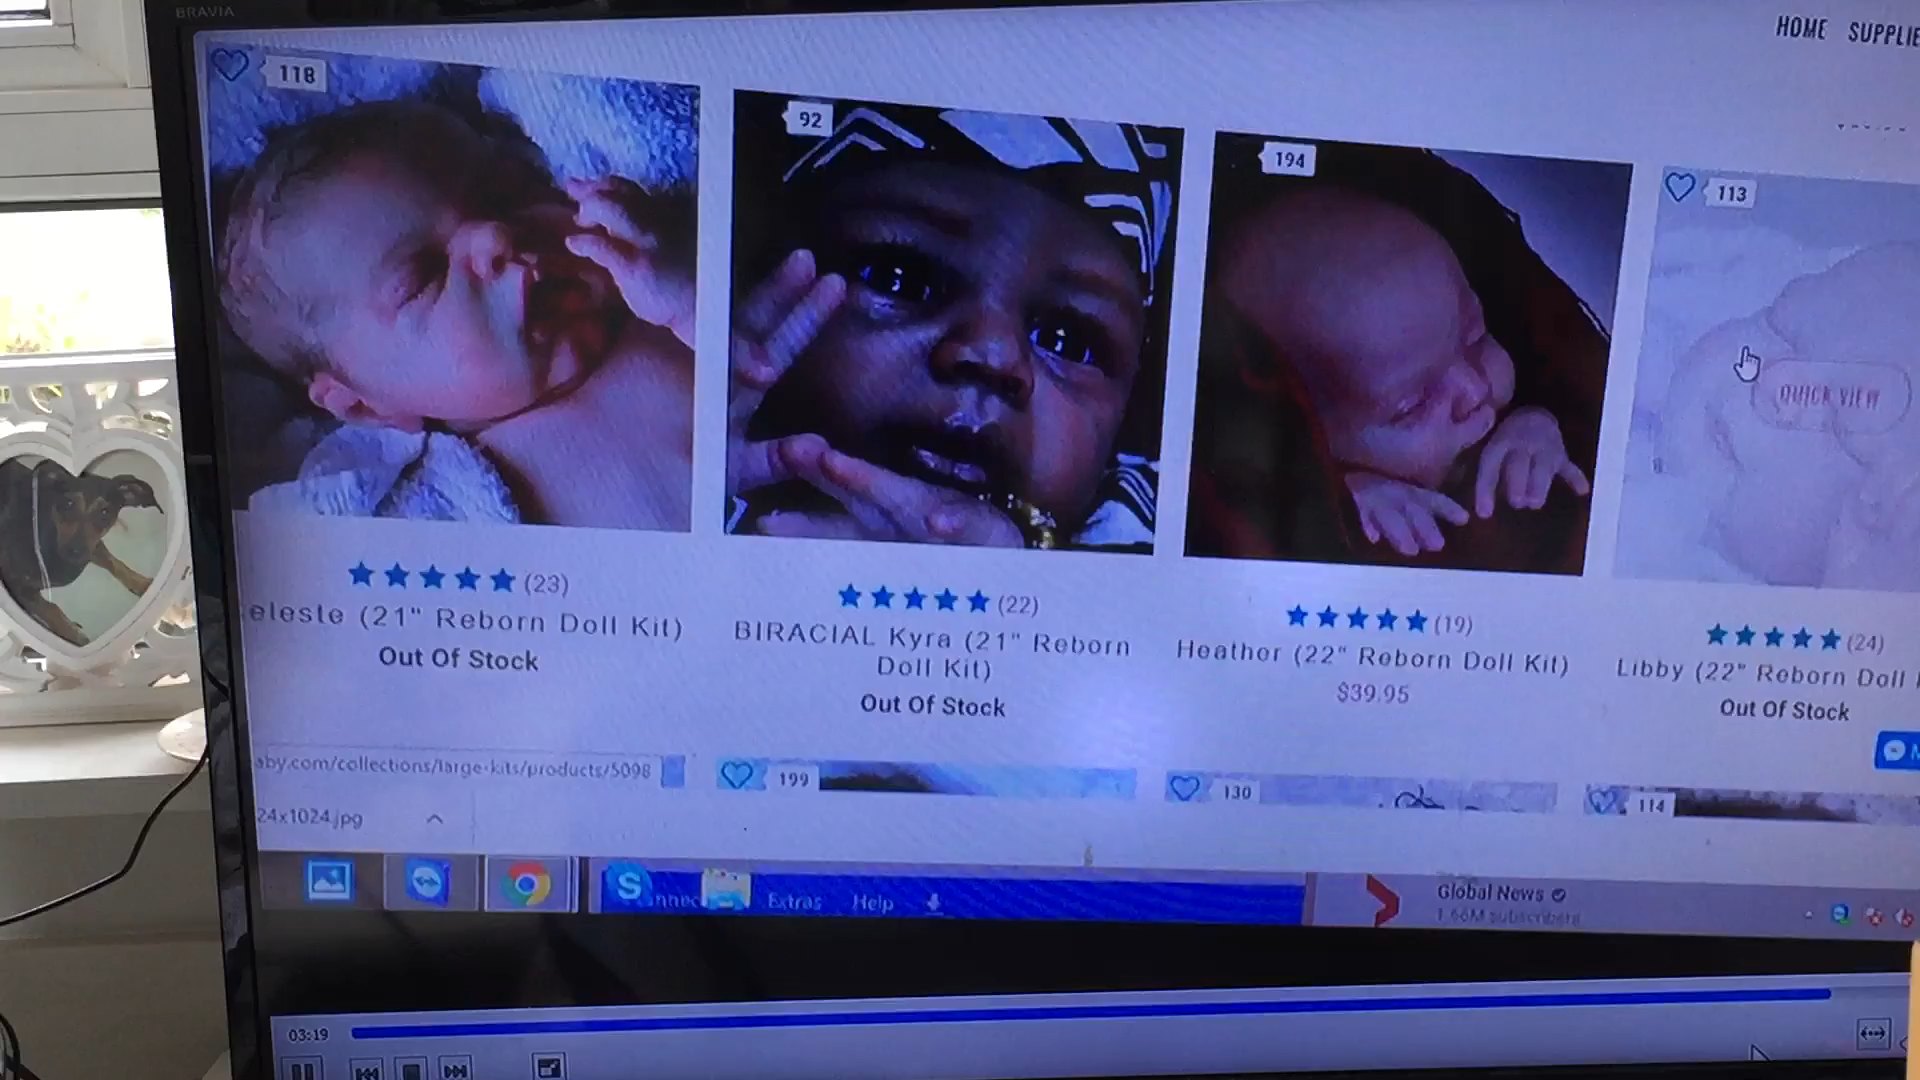 BRAVIA
HOME SUPPLIE
118
92
194
113
QUICK VIEW
(23)
eleste (21" Reborn Doll Kit)
Out Of Stock
(22)
BIRACIAL Kyra (21" Reborn
Doll Kit)
Out Of Stock
(19)
Heather (22" Reborn Doll Kit)
$39.95
(24)
Libby (22" Reborn Doll
Out Of Stock
aby.com/collections/large-kits/products/5098
199
130
114
24x1024.jpg
Extras Help
Global News
1.66M subscribers
03:19